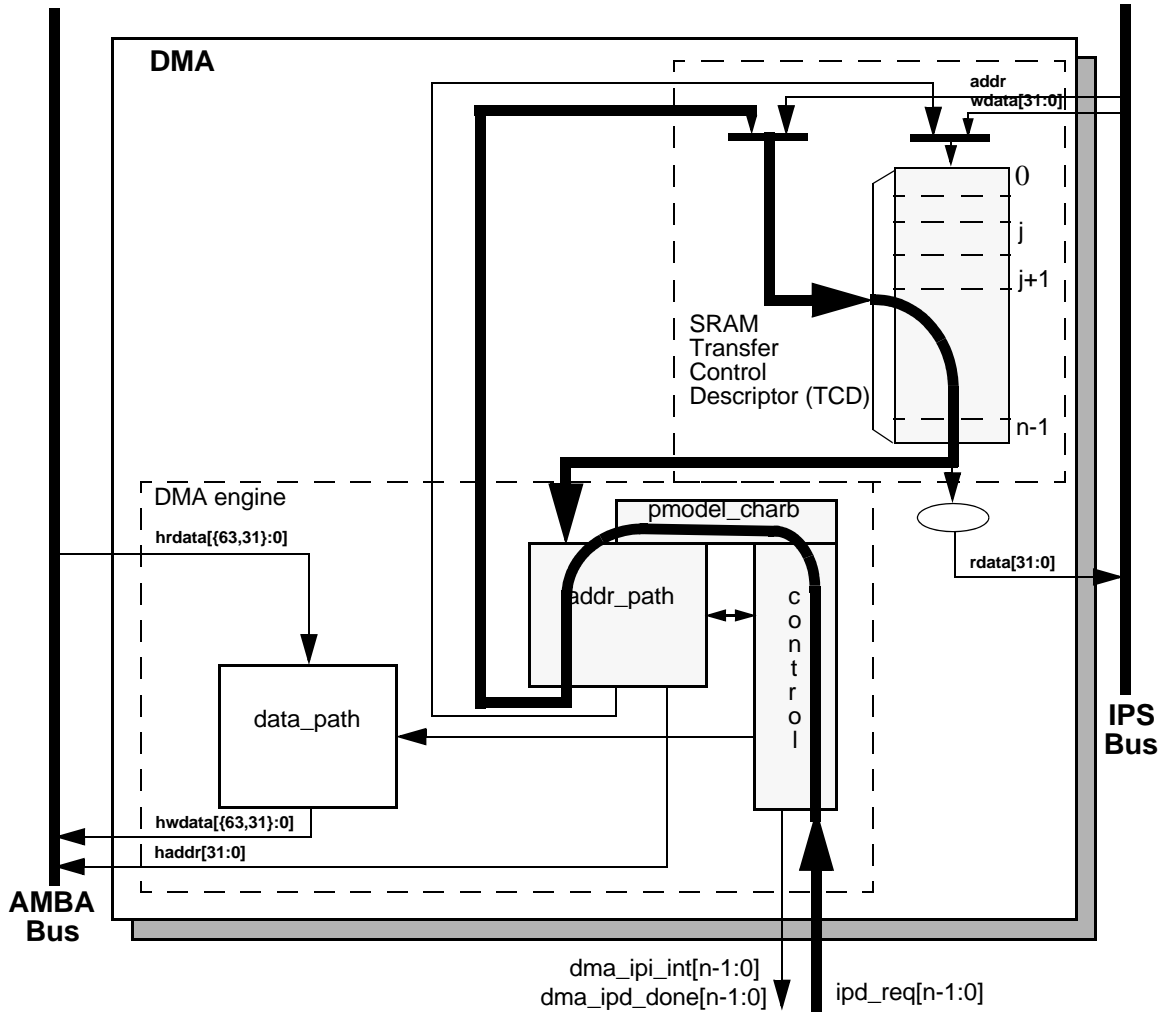 DMA
addr
wdata[31:0]
0
j
j+1
n-1
SRAM
Transfer
Control
Descriptor (TCD)
DMA engine
pmodel_charb
hrdata[{63,31}:0]
rdata[31:0]
addr_path
control
data_path
IPS
Bus
hwdata[{63,31}:0]
haddr[31:0]
AMBA
Bus
dma_ipi_int[n-1:0]
dma_ipd_done[n-1:0]
ipd_req[n-1:0]